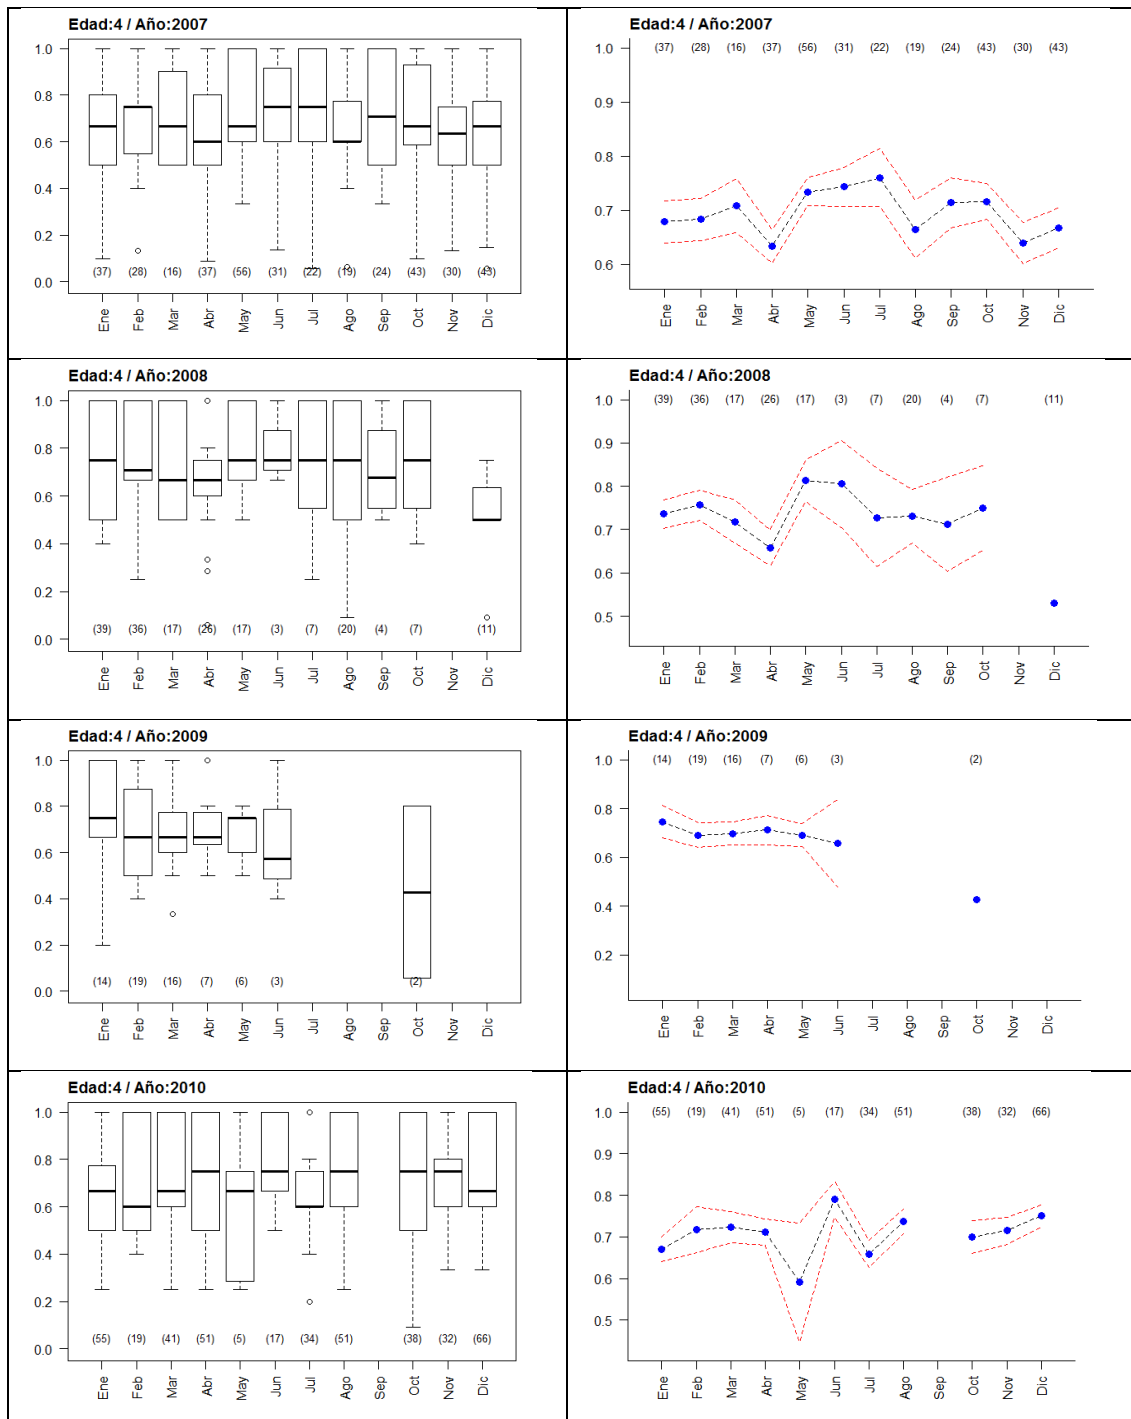 Edad:4 / Año:2007
1.0
0.8
0.6
0.4
0.2
0.0
(37) (28) (16) (37) (56) (31) (22) (19) (24) (43) (30) (43)
Ene Feb Mar Abr May Jun Jul Ago Sep Oct Nov Dic
Edad:4 / Año:2007
(37) (28) (16) (37) (56) (31) (22) (19) (24) (43) (30) (43)
1.0
0.9
0.8
0.7
0.6
Ene Feb Mar Abr May Jun Jul Ago Sep Oct Nov Dic
Edad:4 / Año:2008
1.0
0.8
0.6
0.4
0.2
0.0
(39) (36) (17) (26) (17) (3) (7) (20) (4) (7) (11)
Ene Feb Mar Abr May Jun Jul Ago Sep Oct Nov Dic
Edad:4 / Año:2008
(39) (36) (17) (26) (17) (3) (7) (20) (4) (7) (11)
1.0
0.9
0.8
0.7
0.6
0.5
Ene Feb Mar Abr May Jun Jul Ago Sep Oct Nov Dic
Edad:4 / Año:2009
1.0
0.8
0.6
0.4
0.2
0.0
(14) (19) (16) (7) (6) (3) (2)
Ene Feb Mar Abr May Jun Jul Ago Sep Oct Nov Dic
Edad:4 / Año:2009
(14) (19) (16) (7) (6) (3) (2)
1.0
0.8
0.6
0.4
0.2
Ene Feb Mar Abr May Jun Jul Ago Sep Oct Nov Dic
Edad:4 / Año:2010
1.0
0.8
0.6
0.4
0.2
0.0
(55) (19) (41) (51) (5) (17) (34) (51) (38) (32) (66)
Ene Feb Mar Abr May Jun Jul Ago Sep Oct Nov Dic
Edad:4 / Año:2010
(55) (19) (41) (51) (5) (17) (34) (51) (38) (32) (66)
1.0
0.9
0.8
0.7
0.6
0.5
Ene Feb Mar Abr May Jun Jul Ago Sep Oct Nov Dic